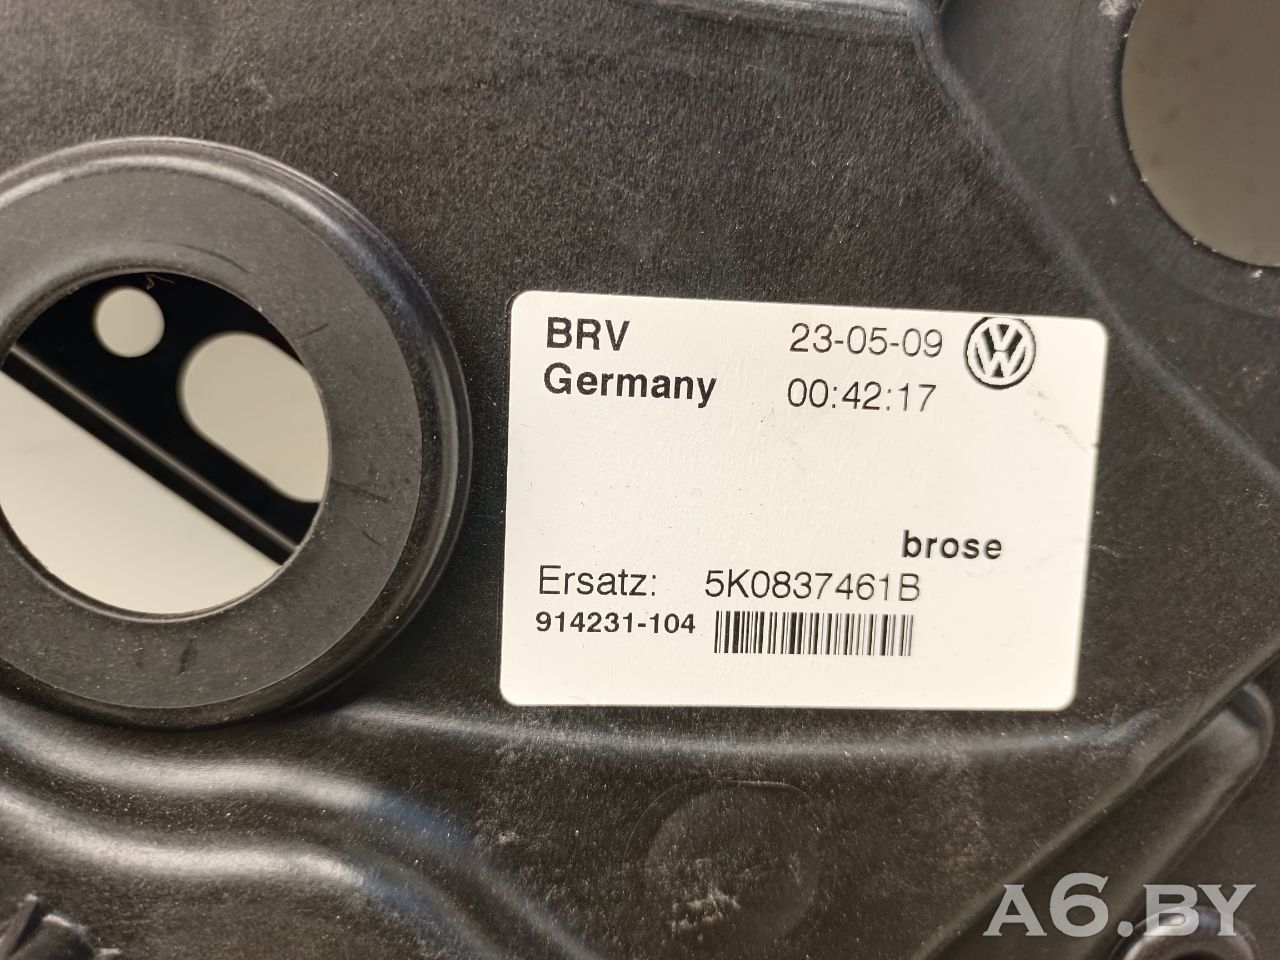 BRV 23-05-09
Germany 00:42:17
brose
Ersatz: 5K0837461B
914231-104
A6.BY